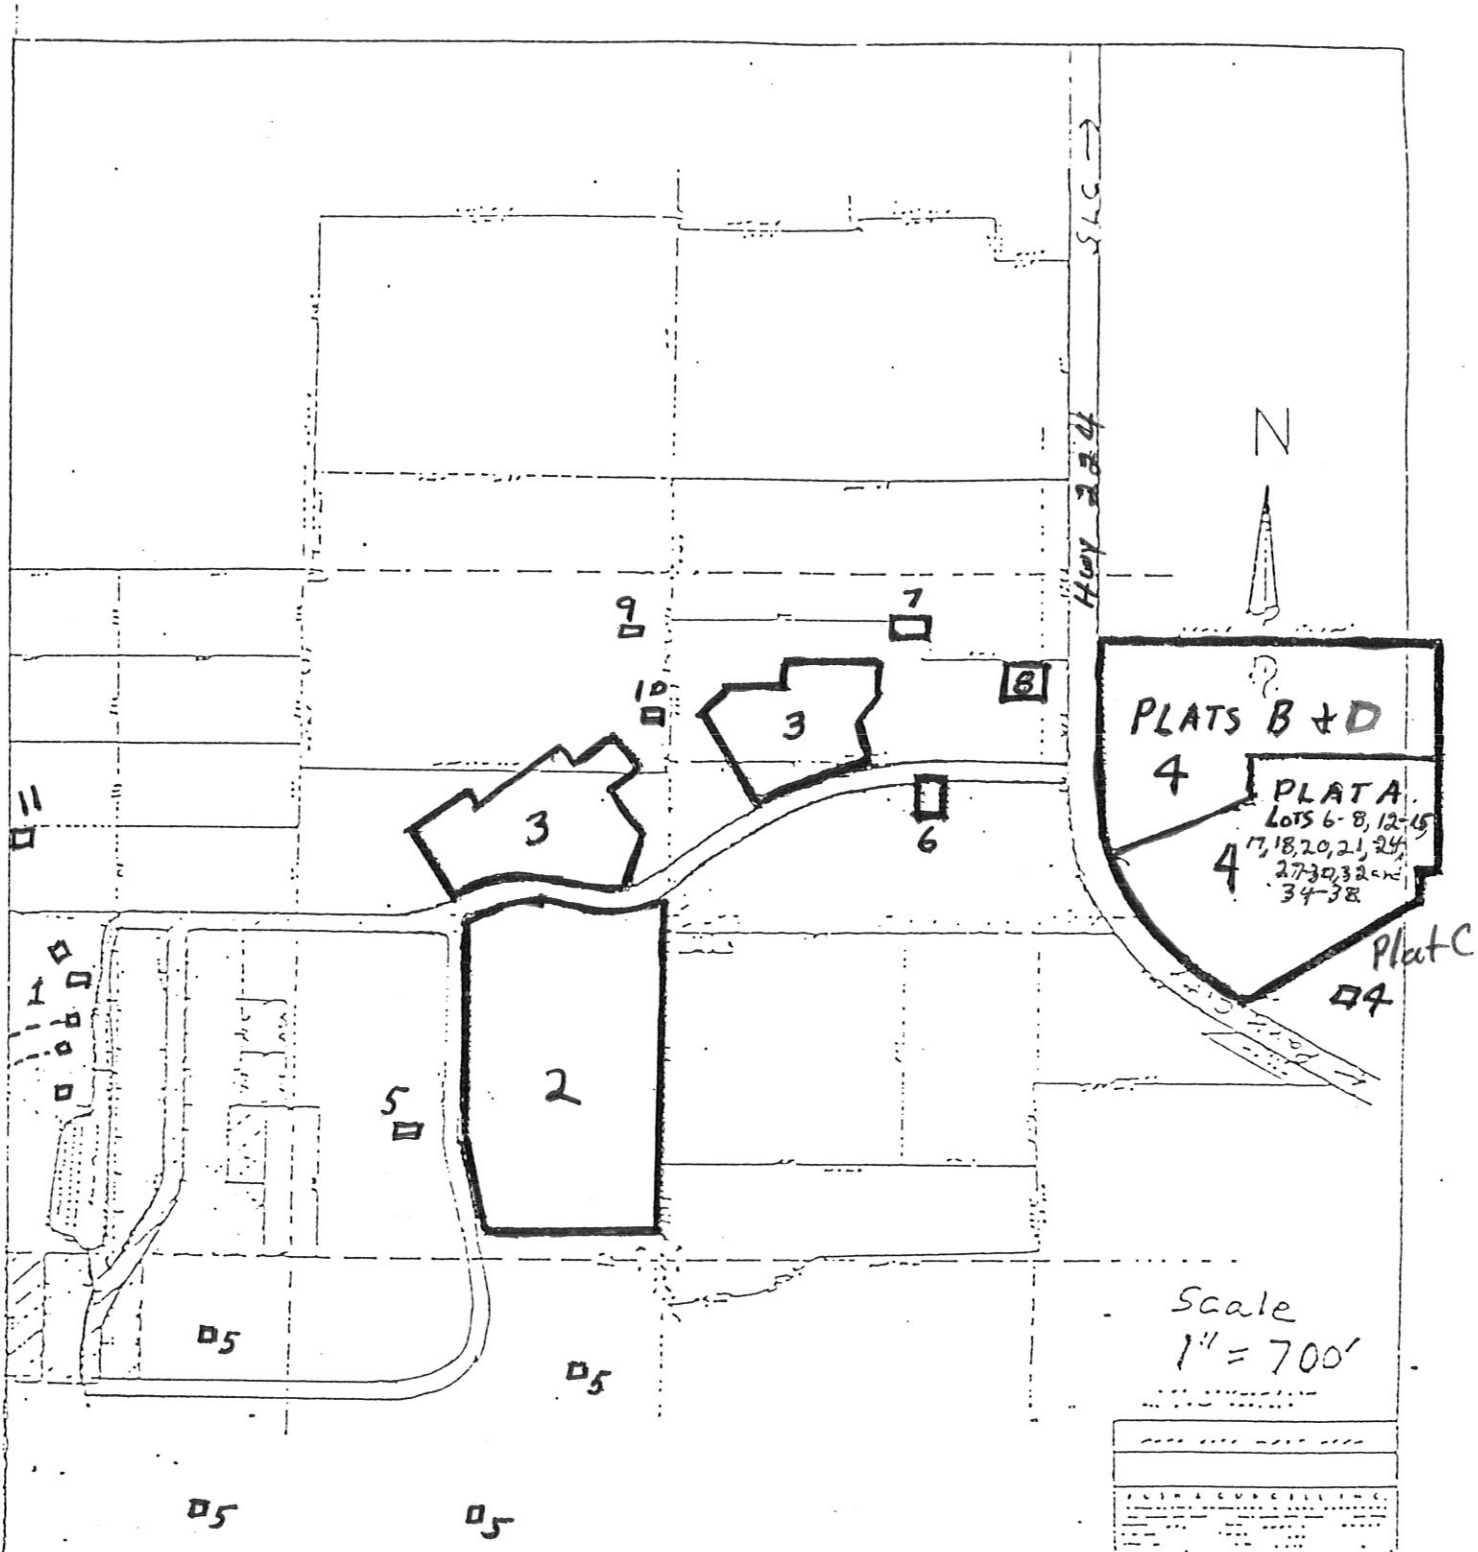 SLC →
Hwy 224
N
9
7
10
8
3
PLATS B & D
4
PLAT A
LOTS 6-8, 12-15,
17, 18, 20, 21, 24,
27-30, 32 and
34-38
4
11
3
6
Plat C
4
1
2
5
Scale
1" = 700'
5
5
5
5